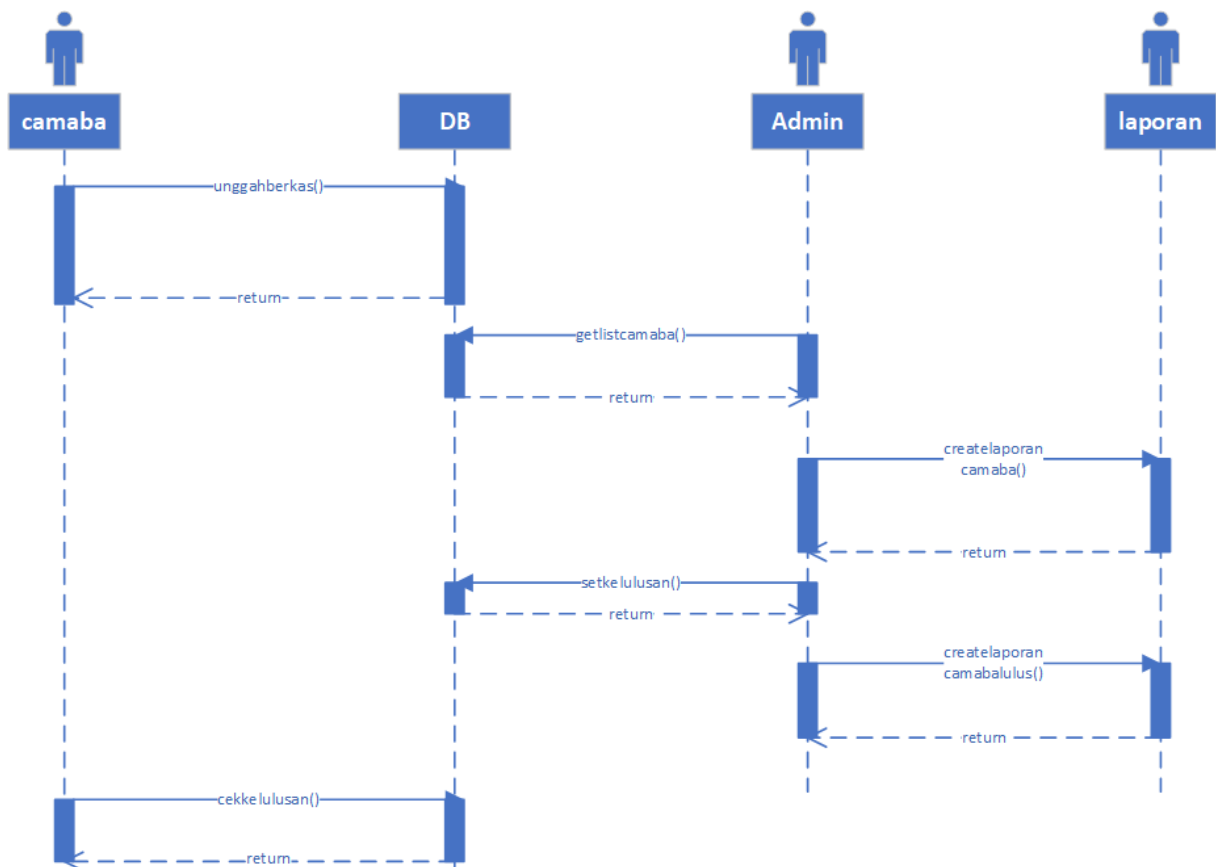 camaba
DB
Admin
laporan
unggahberkas()
return
getlistcamaba()
return
createlaporan
camaba()
return
setkelulusan()
return
createlaporan
camabalulus()
return
cekkelulusan()
return